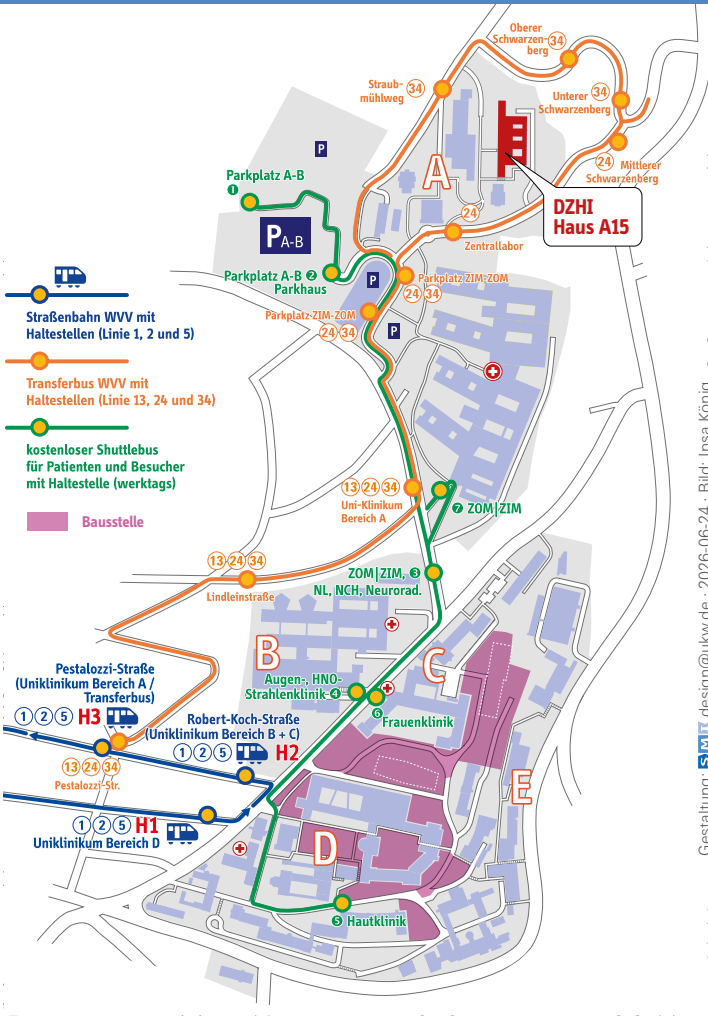 Oberer
Schwarzen-
berg
34
Straub-
mühlweg
34
Unterer
Schwarzenberg
34
24
Mittlerer
Schwarzenberg
P
A
Parkplatz A-B
1
24
Zentrallabor
DZHI
Haus A15
P A-B
Parkplatz A-B 2
Parkhaus
P
Parkplatz ZIM-ZOM
24 34
Parkplatz ZIM-ZOM
24 34
P
Straßenbahn WVV mit
Haltestellen (Linie 1, 2 und 5)
Transferbus WVV mit
Haltestellen (Linie 13, 24 und 34)
kostenloser Shuttlebus
für Patienten und Besucher
mit Haltestelle (werktags)
Bausstelle
13 24 34
Uni-Klinikum
Bereich A
7 ZOM|ZIM
13 24 34
Lindleinstraße
ZOM|ZIM, 3
NL, NCH, Neurorad.
B
C
Augen-, HNO-
Strahlenklinik 4
6
Frauenklinik
Pestalozzi-Straße
(Uniklinikum Bereich A /
Transferbus)
1 2 5 H3
Robert-Koch-Straße
(Uniklinikum Bereich B + C)
1 2 5 H2
13 24 34
Pestalozzi-Str.
E
1 2 5 H1
Uniklinikum Bereich D
D
5 Hautklinik
Gestaltung: SMI design@ukw.de · 2026-06-24 · Bild: Insa König